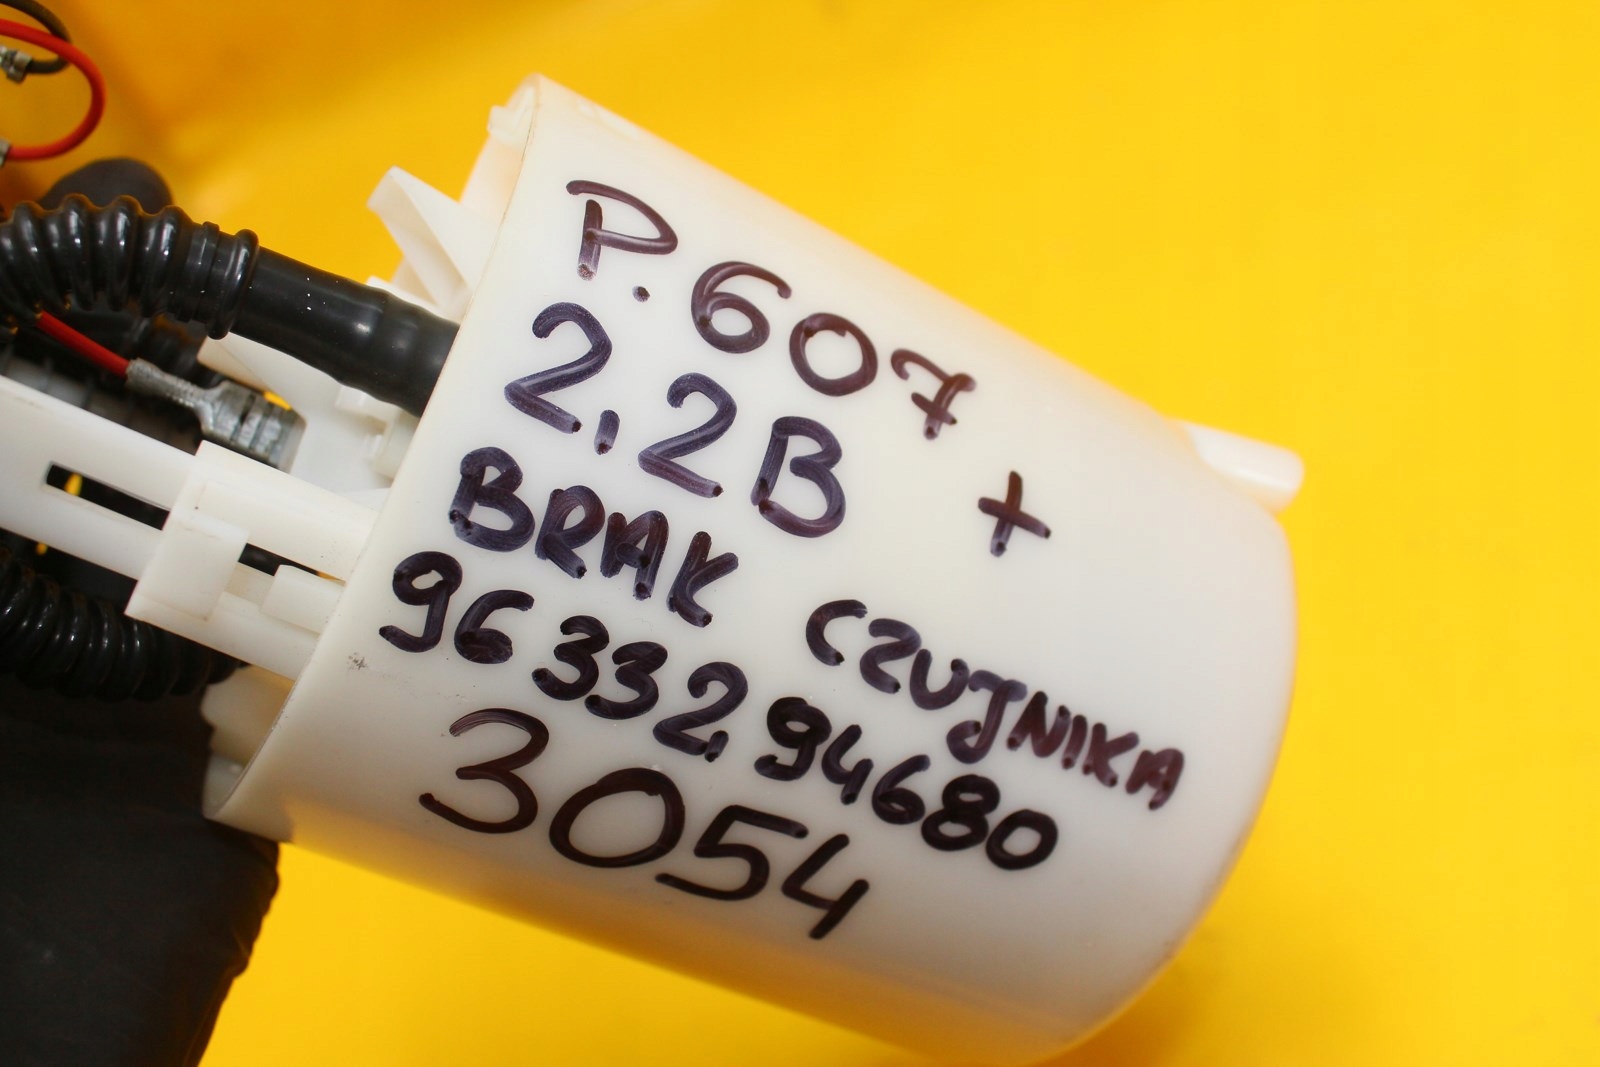 P.607 +
2,2B
BRAK CZUJNIKA
9633294680
3054